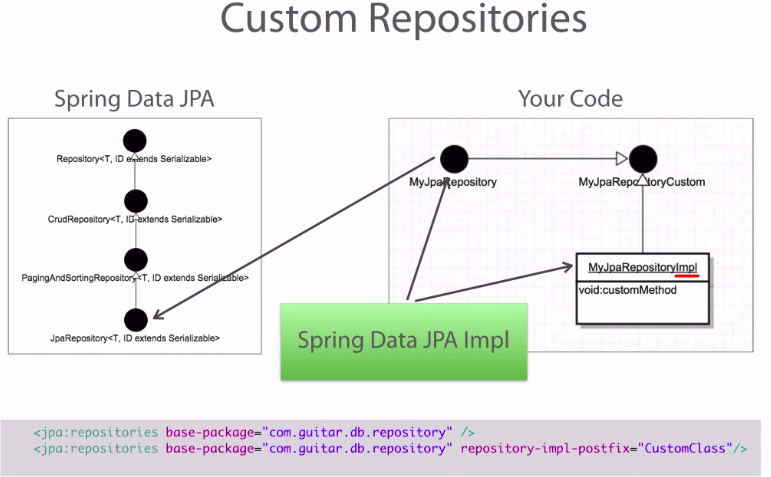 Custom Repositories
Spring Data JPA
Repository<T, ID extends Serializable>
CrudRepository<T, ID extends Serializable>
PagingAndSortingRepository<T, ID extends Serializable>
JpaRepository<T, ID extends Serializable>
Your Code
MyJpaRepository
MyJpaRepositoryCustom
MyJpaRepositoryImpl
void:customMethod
Spring Data JPA Impl
<jpa:repositories base-package="com.guitar.db.repository" />
<jpa:repositories base-package="com.guitar.db.repository" repository-impl-postfix="CustomClass"/>